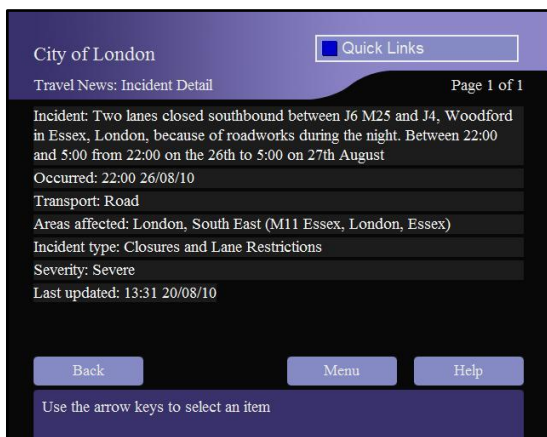 City of London
Quick Links
Travel News: Incident Detail
Page 1 of 1
Incident: Two lanes closed southbound between J6 M25 and J4, Woodford
in Essex, London, because of roadworks during the night. Between 22:00
and 5:00 from 22:00 on the 26th to 5:00 on 27th August
Occurred: 22:00 26/08/10
Transport: Road
Areas affected: London, South East (M11 Essex, London, Essex)
Incident type: Closures and Lane Restrictions
Severity: Severe
Last updated: 13:31 20/08/10
Back
Menu
Help
Use the arrow keys to select an item